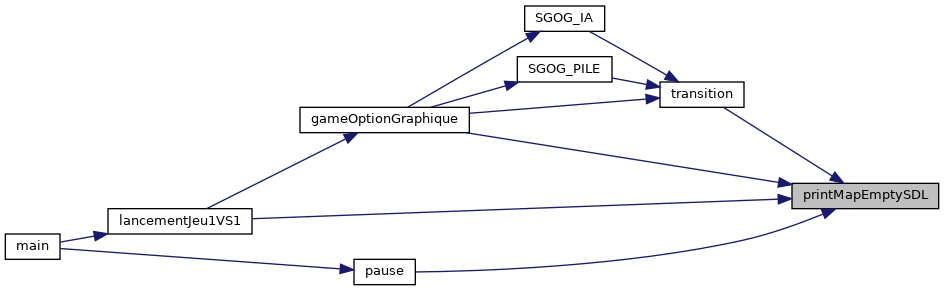 SGOG_IA
SGOG_PILE
transition
gameOptionGraphique
printMapEmptySDL
lancementJeu1VS1
main
pause